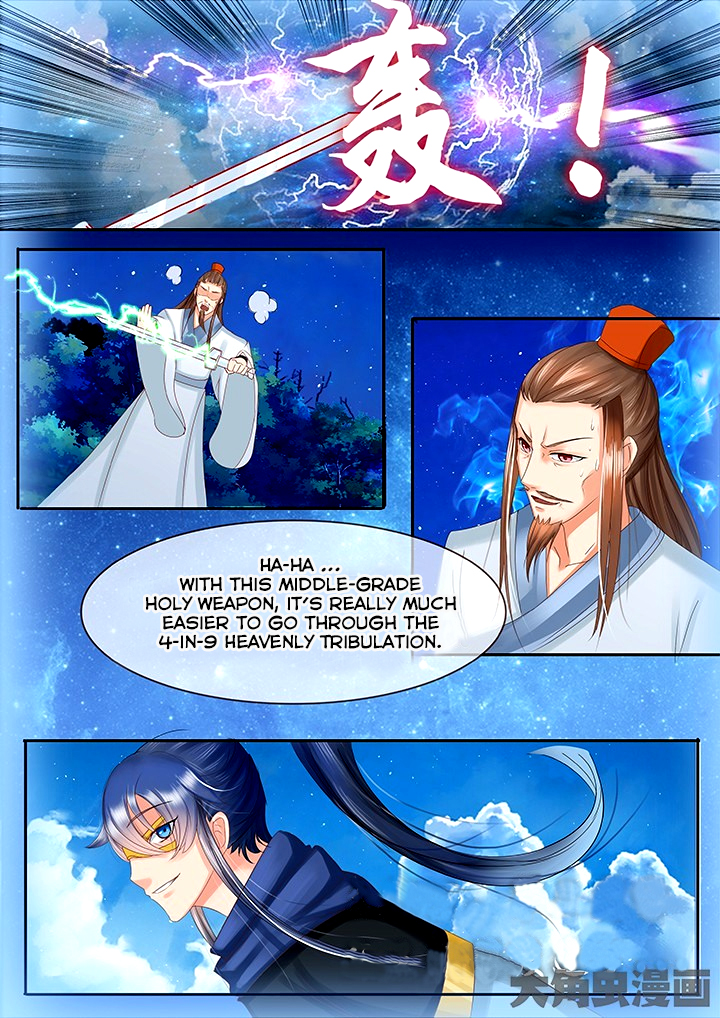 轰!
HA-HA ...
WITH THIS MIDDLE-GRADE
HOLY WEAPON, IT'S REALLY MUCH
EASIER TO GO THROUGH THE
4-IN-9 HEAVENLY TRIBULATION.
大角虫漫画